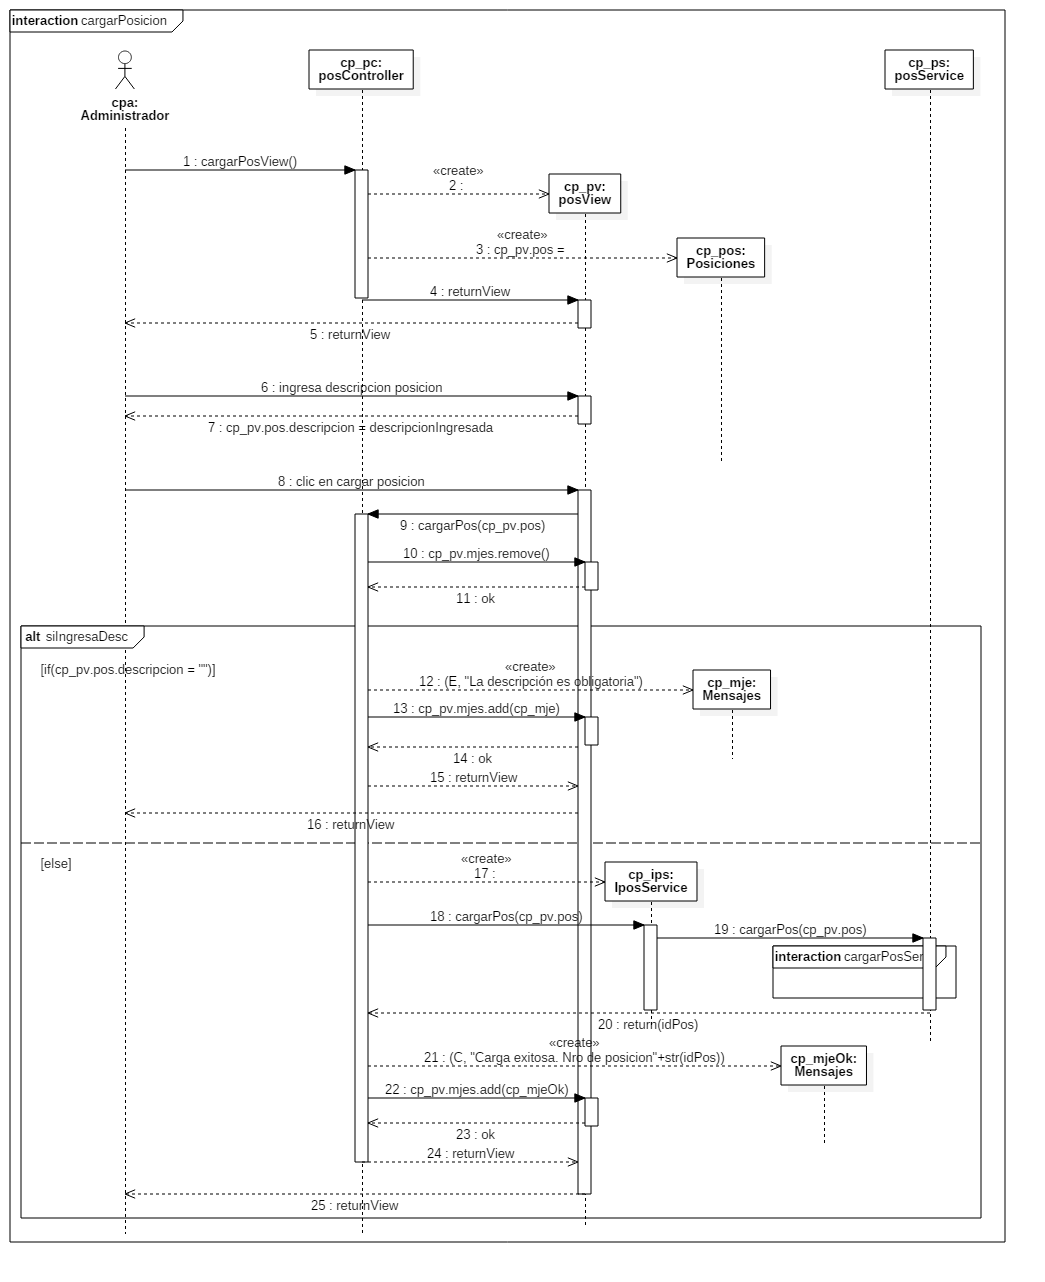 interaction cargarPosicion
cp_pc:
posController
cp_ps:
posService
cpa:
Administrador
1 : cargarPosView()
«create»
2 :
cp_pv:
posView
«create»
3 : cp_pv.pos =
cp_pos:
Posiciones
4 : returnView
5 : returnView
6 : ingresa descripcion posicion
7 : cp_pv.pos.descripcion = descripcionIngresada
8 : clic en cargar posicion
9 : cargarPos(cp_pv.pos)
10 : cp_pv.mjes.remove()
11 : ok
alt siIngresaDesc
[if(cp_pv.pos.descripcion = "")]
«create»
12 : (E, "La descripción es obligatoria")
cp_mje:
Mensajes
13 : cp_pv.mjes.add(cp_mje)
14 : ok
15 : returnView
16 : returnView
[else]
«create»
17 :
cp_ips:
IposService
18 : cargarPos(cp_pv.pos)
19 : cargarPos(cp_pv.pos)
interaction cargarPosSer
20 : return(idPos)
«create»
21 : (C, "Carga exitosa. Nro de posicion"+str(idPos))
cp_mjeOk:
Mensajes
22 : cp_pv.mjes.add(cp_mjeOk)
23 : ok
24 : returnView
25 : returnView